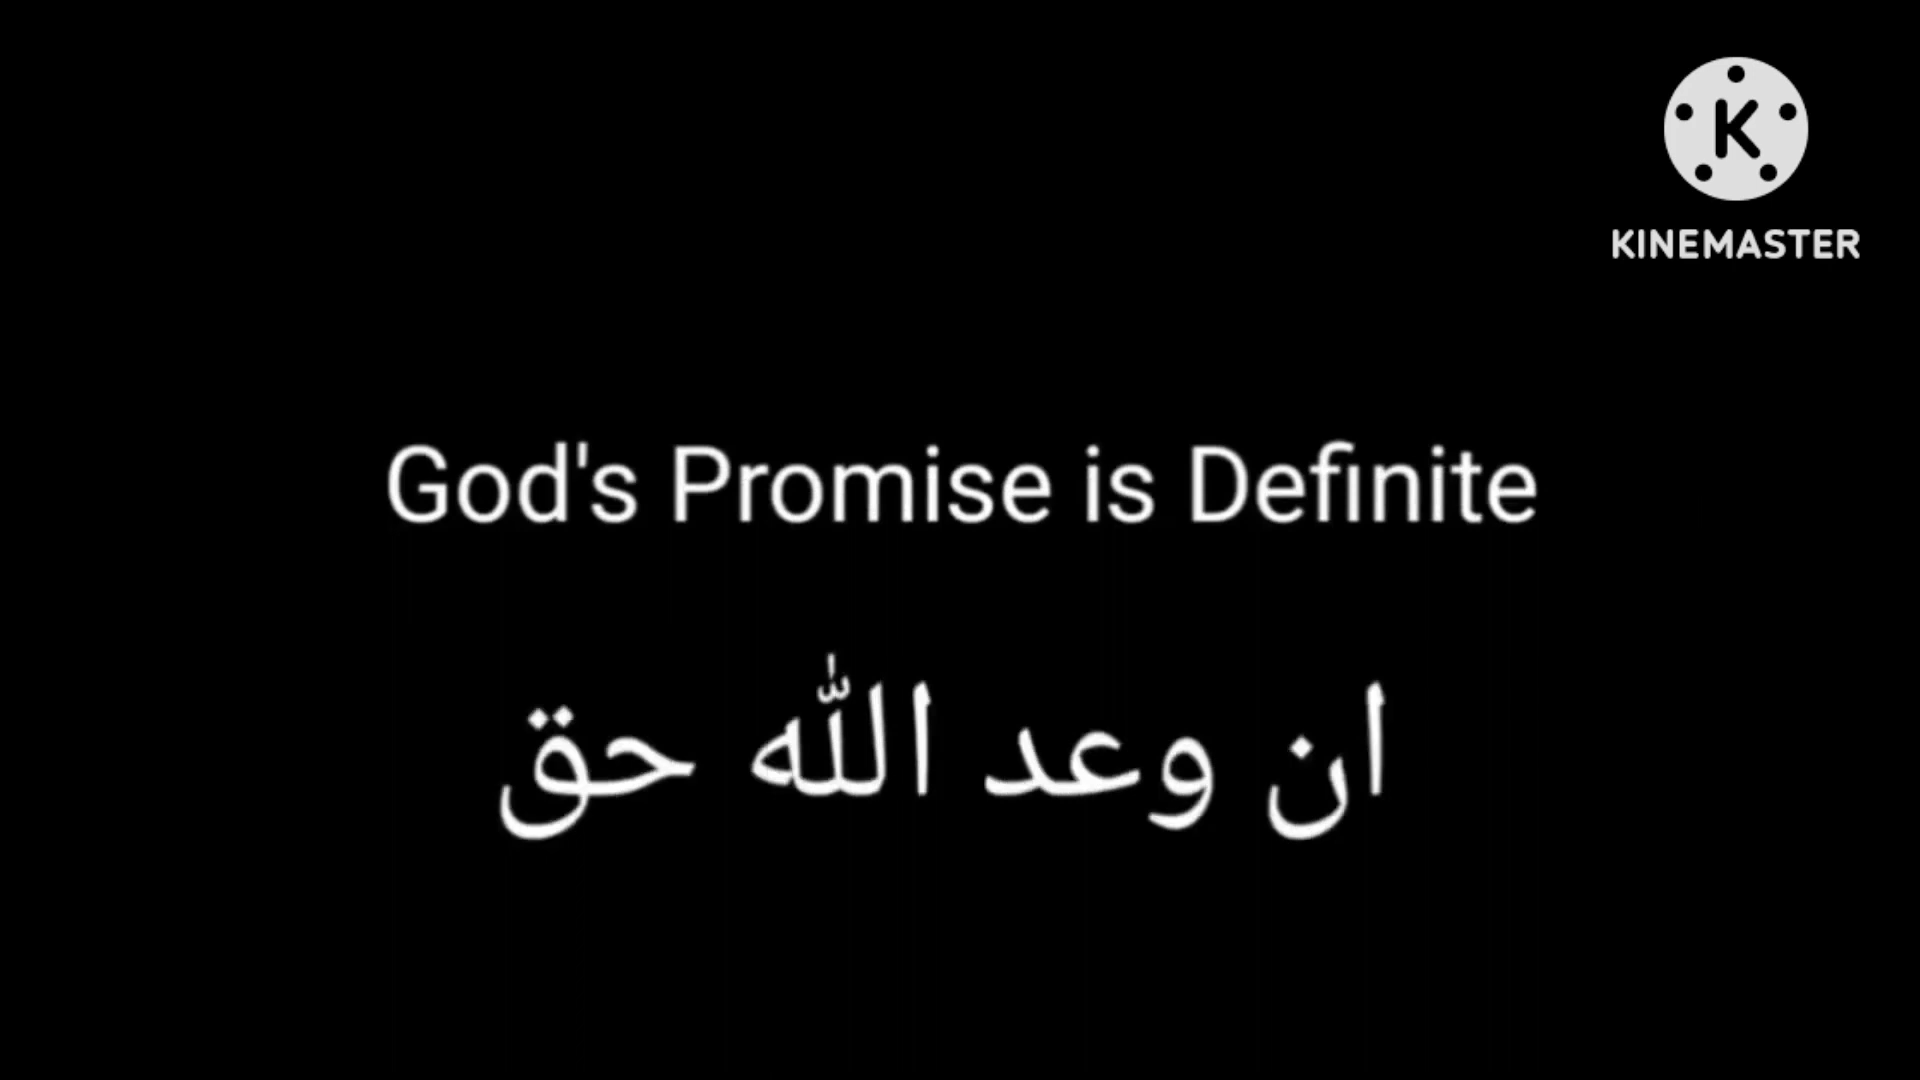 K
KINEMASTER
God's Promise is Definite
ان وعد الله حق